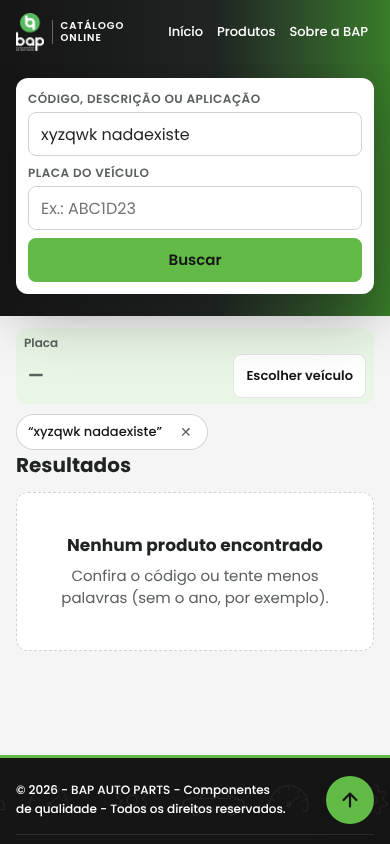 bap
CATÁLOGO
ONLINE
Início Produtos Sobre a BAP
CÓDIGO, DESCRIÇÃO OU APLICAÇÃO
xyzqwk nadaexiste
PLACA DO VEÍCULO
Ex.: ABC1D23
Buscar
Placa
—
Escolher veículo
“xyzqwk nadaexiste” ×
Resultados
Nenhum produto encontrado
Confira o código ou tente menos
palavras (sem o ano, por exemplo).
© 2026 - BAP AUTO PARTS - Componentes
de qualidade - Todos os direitos reservados.